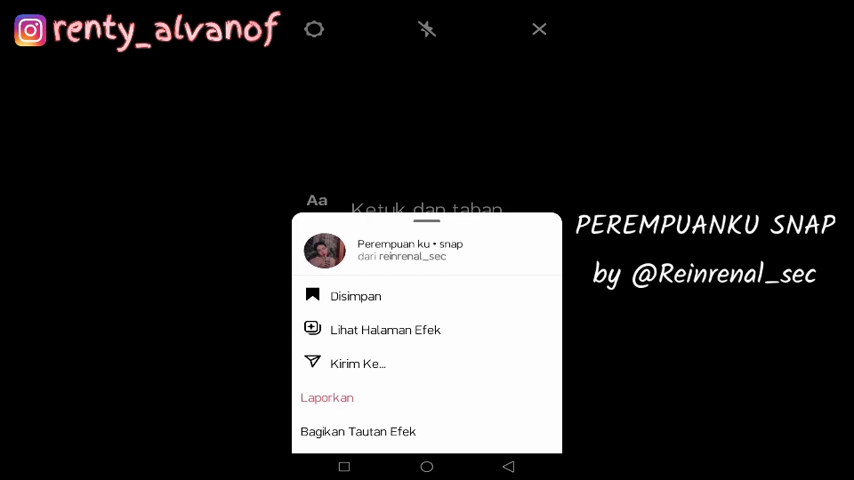 renty_alvanof
Aa
Ketuk dan tahan
Perempuan ku • snap
dari reinrenal_sec
Disimpan
Lihat Halaman Efek
Kirim Ke...
Laporkan
Bagikan Tautan Efek
PEREMPUANKU SNAP
by @Reinrenal_sec